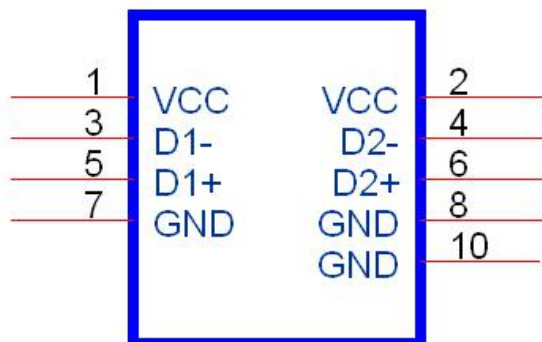 1 VCC VCC 2
3 D1- D2- 4
5 D1+ D2+ 6
7 GND GND 8
GND 10